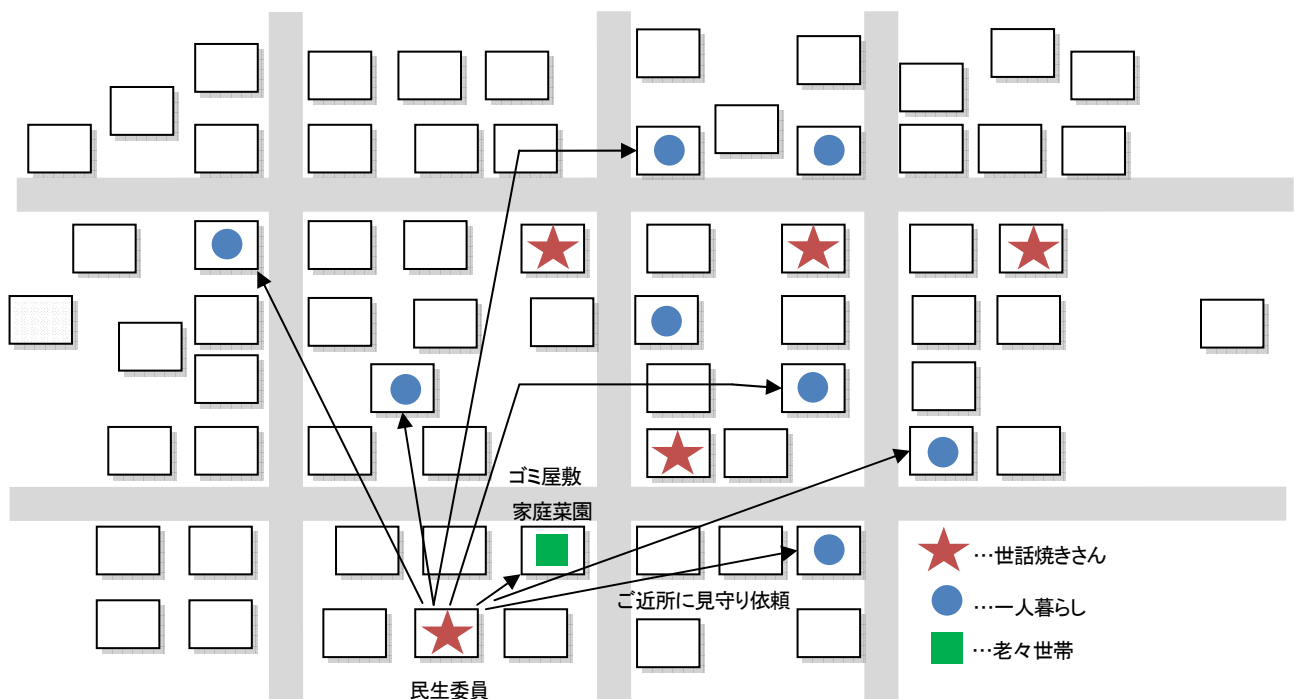 ゴミ屋敷
家庭菜園
ご近所に見守り依頼
民生委員
…世話焼きさん
…一人暮らし
…老々世帯